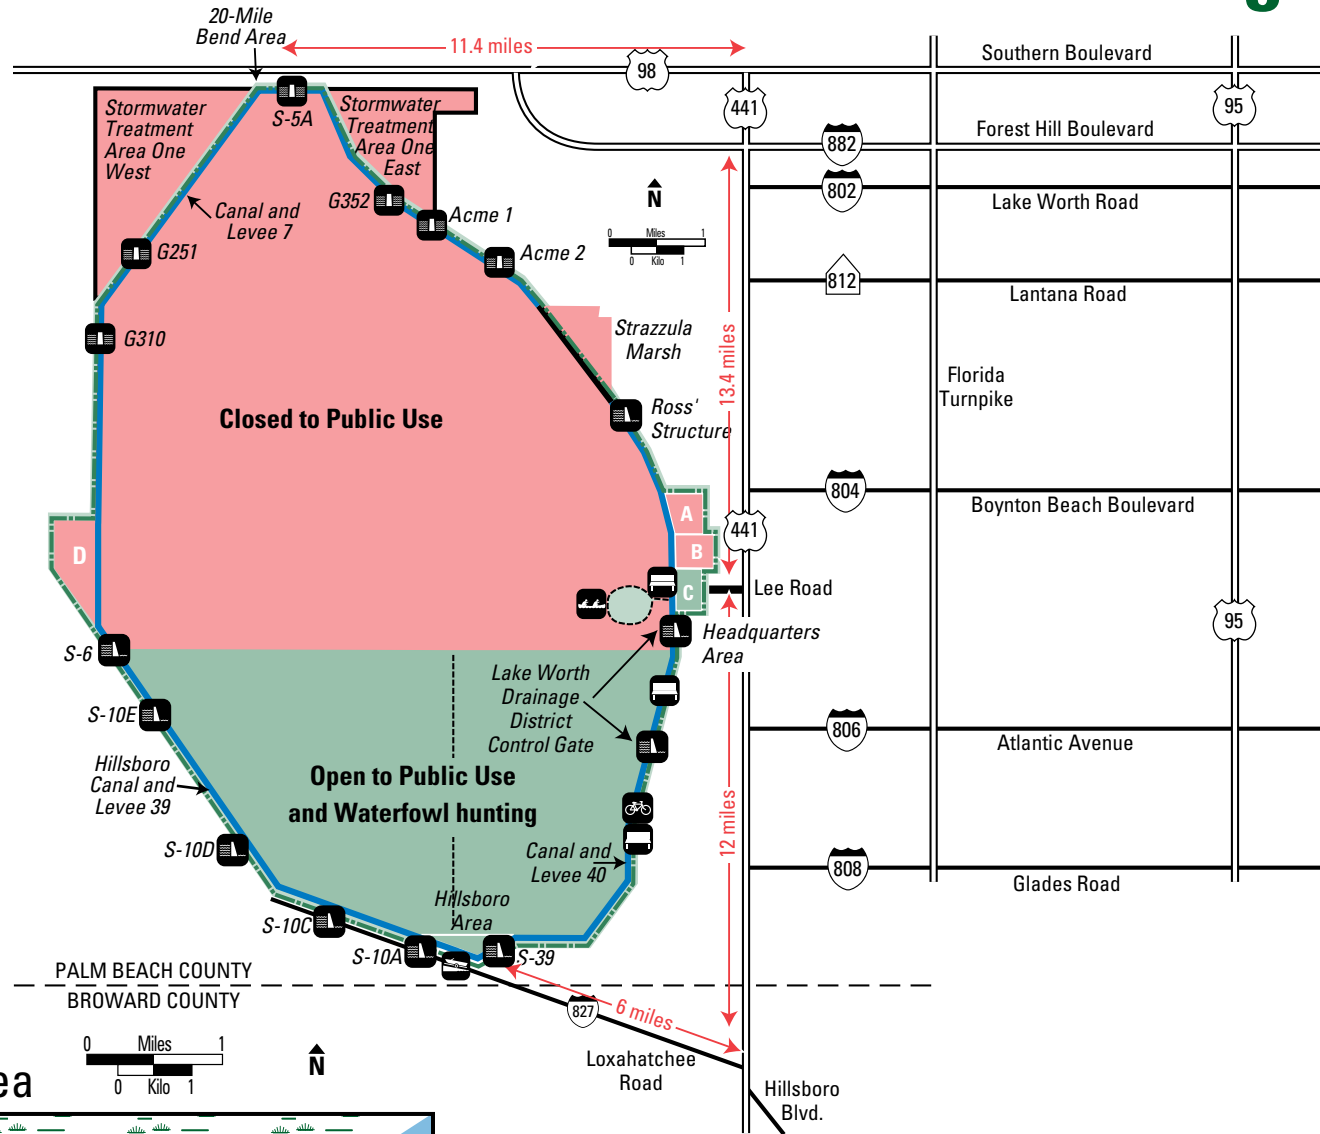 20-Mile
Bend Area
11.4 miles
Southern Boulevard
98
441
95
S-5A
Stormwater
Treatment
Area One
West
Stormwater
Treatment
Area One
East
Forest Hill Boulevard
882
802
Lake Worth Road
G352
Acme 1
N
Canal and
Levee 7
0 Miles 1
0 Kilo 1
G251
Acme 2
812
Lantana Road
G310
Strazzula
Marsh
13.4 miles
Florida
Turnpike
Closed to Public Use
Ross'
Structure
804
Boynton Beach Boulevard
A
441
B
D
C
Lee Road
95
Headquarters
Area
S-6
Lake Worth
Drainage
District
Control Gate
S-10E
806
Atlantic Avenue
Hillsboro
Canal and
Levee 39
Open to Public Use
and Waterfowl hunting
12 miles
S-10D
Canal and
Levee 40
808
Glades Road
Hillsboro
Area
S-10C
S-10A
S-39
PALM BEACH COUNTY
BROWARD COUNTY
6 miles
827
0 Miles 1
0 Kilo 1
N
Loxahatchee
Road
Hillsboro
Blvd.
ea